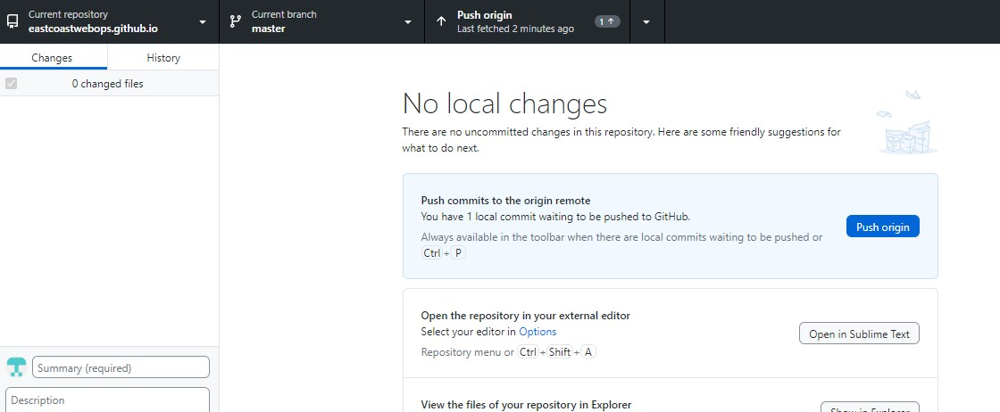 Current repository
eastcoastwebops.github.io
Current branch
master
Push origin
Last fetched 2 minutes ago
1
Changes
History
0 changed files
No local changes
There are no uncommitted changes in this repository. Here are some friendly suggestions for
what to do next.
Push commits to the origin remote
You have 1 local commit waiting to be pushed to GitHub.
Always available in the toolbar when there are local commits waiting to be pushed or
Ctrl + P
Push origin
Open the repository in your external editor
Select your editor in Options
Repository menu or Ctrl + Shift + A
Open in Sublime Text
View the files of your repository in Explorer
Show in Explorer
Summary (required)
Description